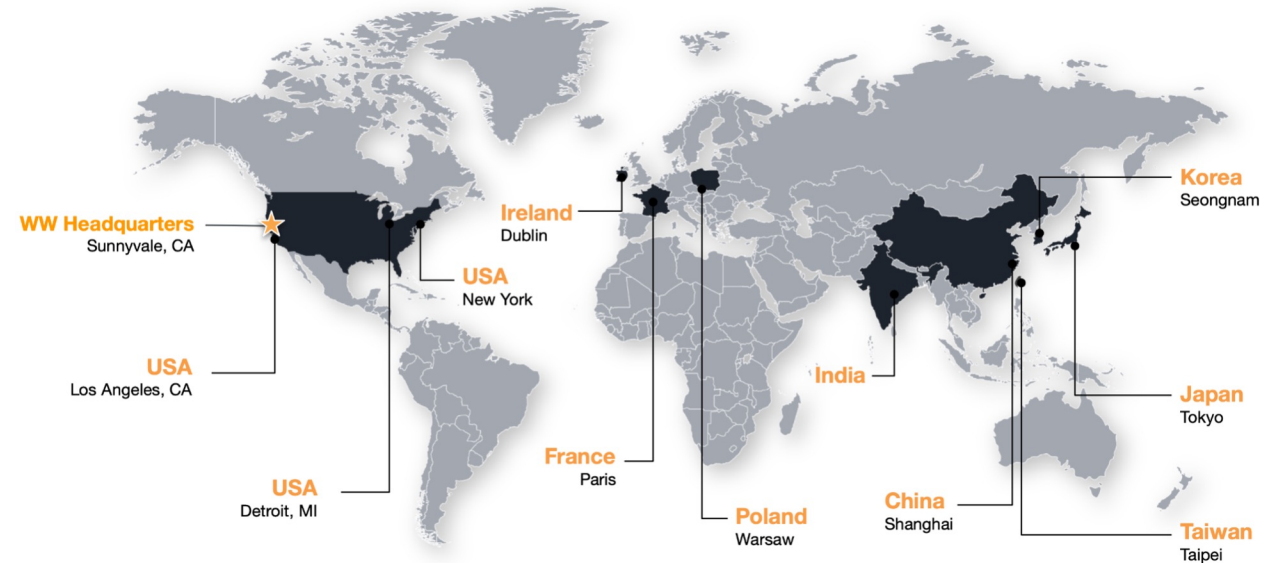 WW Headquarters
Sunnyvale, CA
USA
Los Angeles, CA
USA
Detroit, MI
USA
New York
Ireland
Dublin
France
Paris
Poland
Warsaw
India
China
Shanghai
Korea
Seongnam
Japan
Tokyo
Taiwan
Taipei